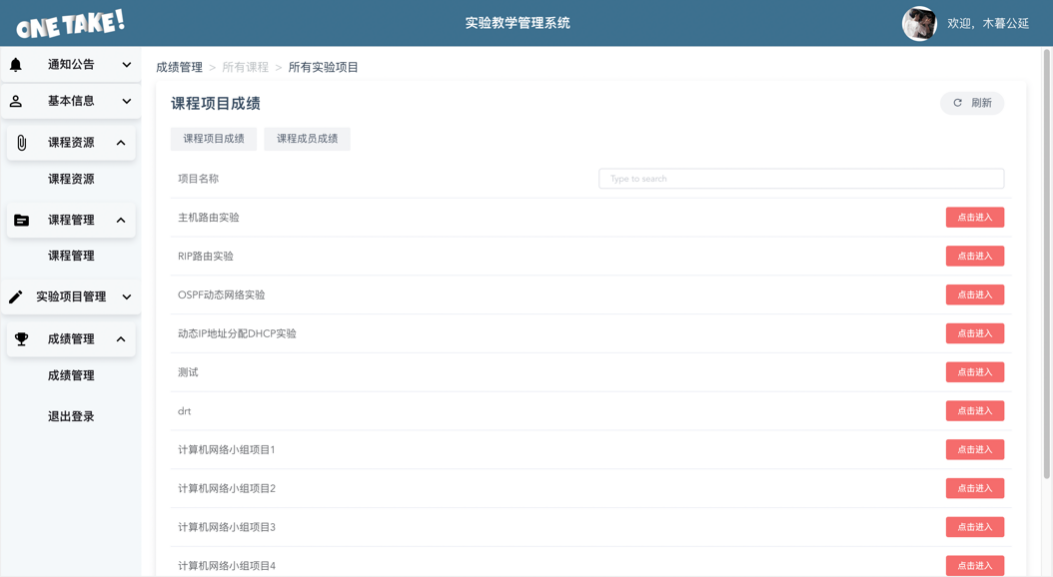 ONE TAKE!
实验教学管理系统
欢迎，木暮公延
通知公告
基本信息
课程资源
课程资源
课程管理
课程管理
实验项目管理
成绩管理
成绩管理
退出登录
成绩管理 > 所有课程 > 所有实验项目
课程项目成绩
刷新
课程项目成绩 课程成员成绩
项目名称 Type to search
主机路由实验 点击进入
RIP路由实验 点击进入
OSPF动态网络实验 点击进入
动态IP地址分配DHCP实验 点击进入
测试 点击进入
drt 点击进入
计算机网络小组项目1 点击进入
计算机网络小组项目2 点击进入
计算机网络小组项目3 点击进入
计算机网络小组项目4 点击进入